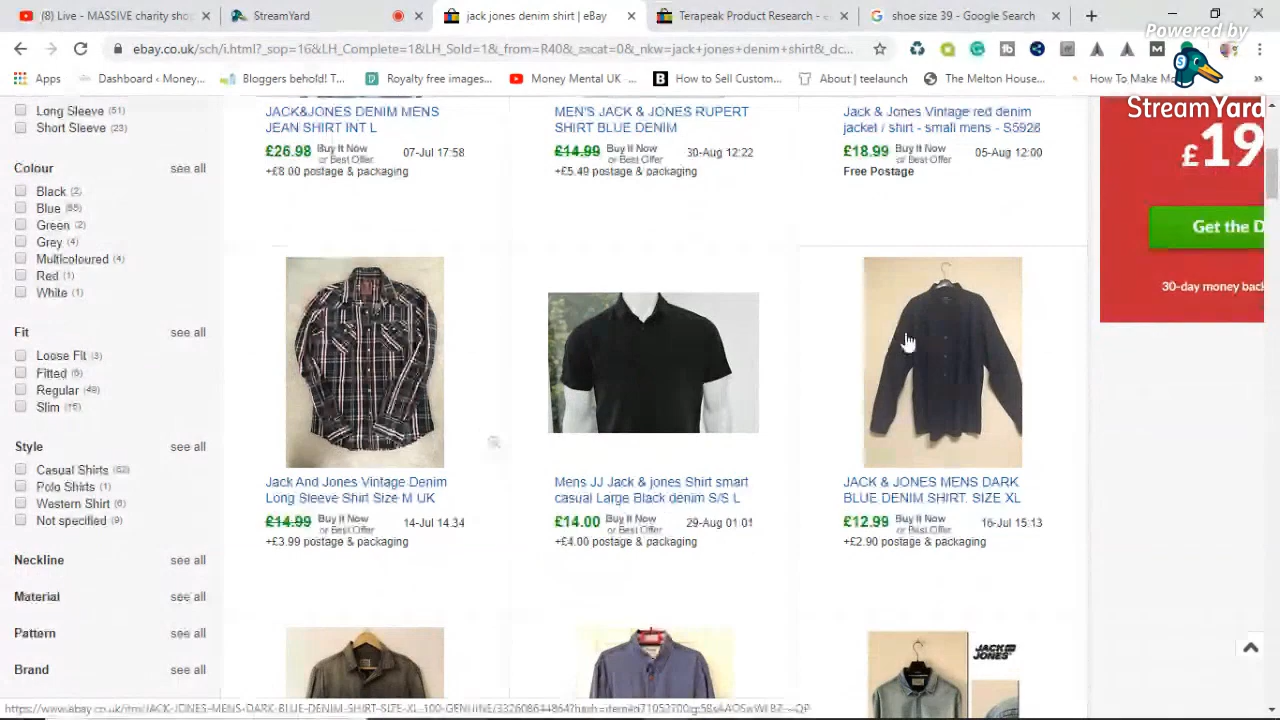 (8) Live - MASSIVE charity sho
StreamYard
jack jones denim shirt | eBay
Terapeak Product Research -
shoe size 39 - Google Search
Powered by
StreamYard
ebay.co.uk/sch/i.html?_sop=16&LH_Complete=1&LH_Sold=1&_from=R40&_sacat=0&_nkw=jack+jones+denim+shirt&_dc...
Apps
Dashboard ‹ Money...
Bloggers behold! 'T...
Royalty free images...
Money Mental UK -...
How to Sell Custom...
About | teelaunch
The Melton House...
How To Make Mo
»
Long Sleeve (51)
Short Sleeve (23)
Colour see all
Black (2)
Blue (55)
Green (2)
Grey (4)
Multicoloured (4)
Red (1)
White (1)
Fit see all
Loose Fit (3)
Fitted (6)
Regular (49)
Slim (15)
Style see all
Casual Shirts (62)
Polo Shirts (1)
Western Shirt (6)
Not specified (9)
Neckline see all
Material see all
Pattern see all
Brand see all
JACK&JONES DENIM MENS
JEAN SHIRT INT L
£26.98 Buy It Now 07-Jul 17:58
or Best Offer
+£8.00 postage & packaging
MEN'S JACK & JONES RUPERT
SHIRT BLUE DENIM
£14.99 Buy It Now 30-Aug 12:22
or Best Offer
+£5.49 postage & packaging
Jack & Jones Vintage red denim
jacket / shirt - small mens - S5928
£18.99 Buy It Now 05-Aug 12:00
or Best Offer
Free Postage
Jack And Jones Vintage Denim
Long Sleeve Shirt Size M UK
£14.99 Buy It Now 14-Jul 14:34
or Best Offer
+£3.99 postage & packaging
Mens JJ Jack & jones Shirt smart
casual Large Black denim S/S L
£14.00 Buy It Now 29-Aug 01:01
or Best Offer
+£4.00 postage & packaging
JACK & JONES MENS DARK
BLUE DENIM SHIRT. SIZE XL
£12.99 Buy It Now 16-Jul 15:13
or Best Offer
+£2.90 postage & packaging
JACK
JONES
£19
Get the D
30-day money back